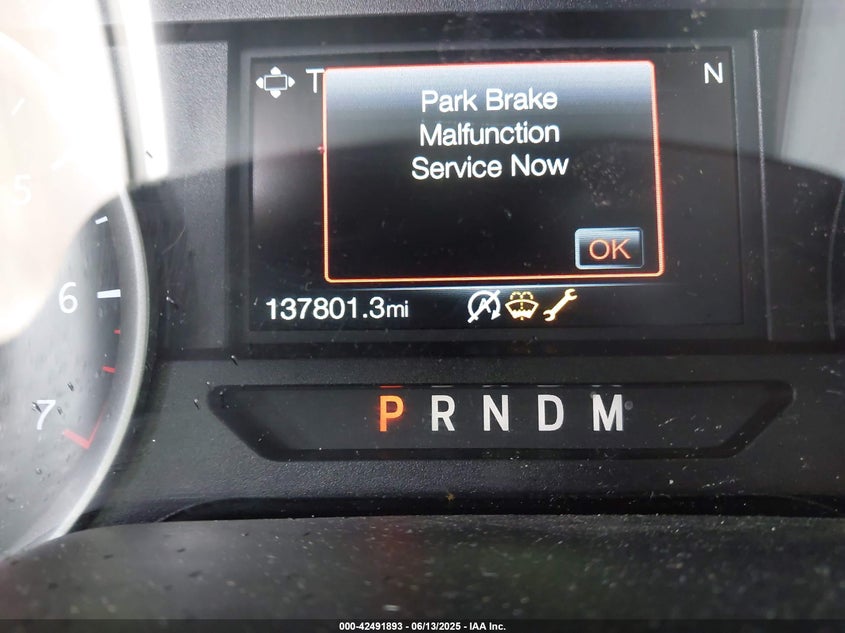 T
N
Park Brake
Malfunction
Service Now
OK
137801.3mi
5
6
7
P R N D M
000-42491893 - 06/13/2025 - IAA Inc.